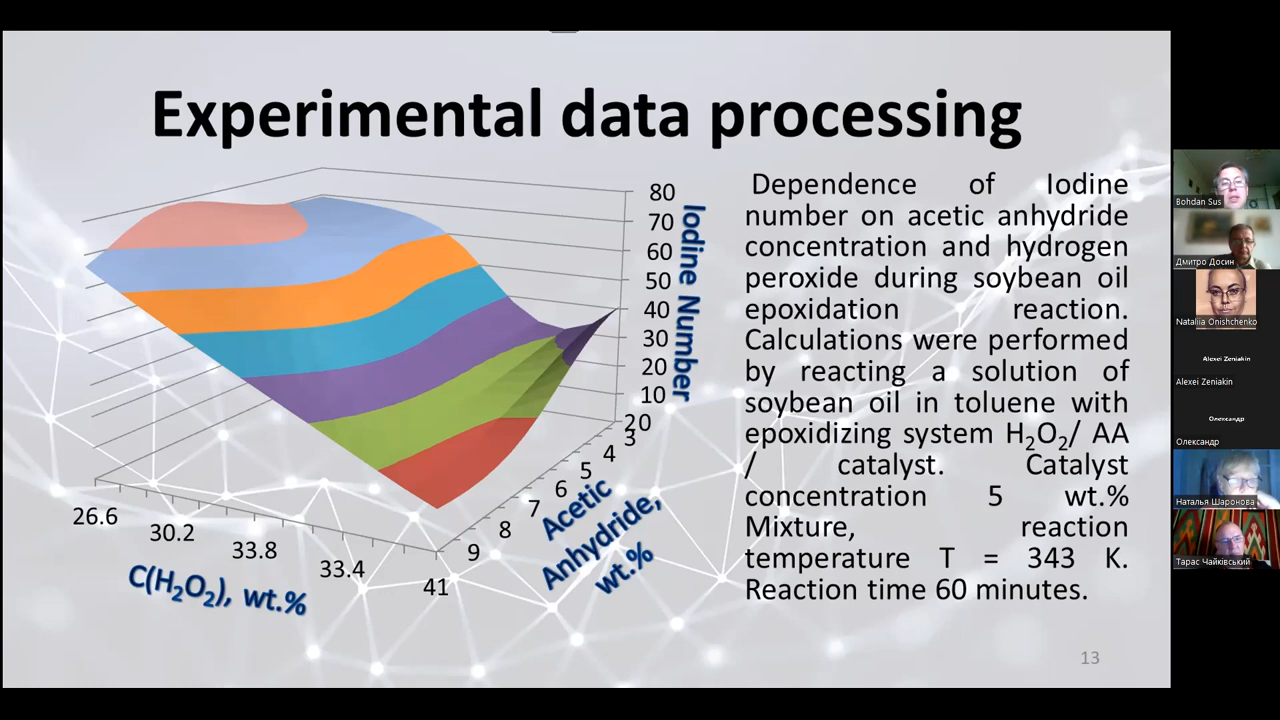 Experimental data processing
80
70
60
50
40
30
20
10
20
3
4
5
6
7
8
9
Iodine Number
Acetic
Anhydride,
wt.%
26.6
30.2
33.8
33.4
41
C(H₂O₂), wt.%
Dependence of Iodine
number on acetic anhydride
concentration and hydrogen
peroxide during soybean oil
epoxidation reaction.
Calculations were performed
by reacting a solution of
soybean oil in toluene with
epoxidizing system H₂O₂/ AA
/ catalyst. Catalyst
concentration 5 wt.%
Mixture, reaction
temperature T = 343 K.
Reaction time 60 minutes.
13
Bohdan Sus
Дмитро Досин
Nataliia Onishchenko
Alexei Zeniakin
Alexei Zeniakin
Олександр
Олександр
Наталья Шаронова
Тарас Чайківський